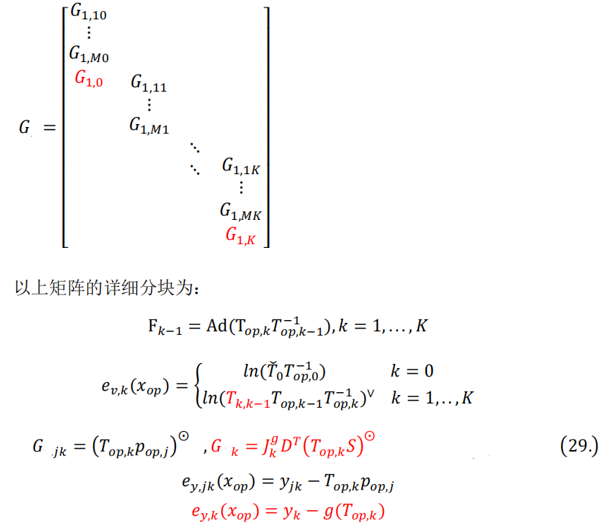 G_{1,10}
⋮
G_{1,M0}
G_{1,0} G_{1,11}
⋮ ⋮
G = G_{1,M1}
⋱
⋱ G_{1,1K}
⋮
G_{1,MK}
G_{1,K}
以上矩阵的详细分块为:
F_{k−1} = Ad(T_{op,k}T_{op,k−1}^{−1}), k = 1, … , K
e_{v,k}(x_{op}) = { ln(Ť_0T_{op,0}^{−1}) k = 0
ln(T_{k,k−1}T_{op,k−1}T_{op,k}^{−1})^∨ k = 1, . . , K
G_{jk} = (T_{op,k}p_{op,j})^⊙ , G_k = J_k^g D^T(T_{op,k}S)^⊙ (29.)
e_{y,jk}(x_{op}) = y_{jk} − T_{op,k}p_{op,j}
e_{y,k}(x_{op}) = y_k − g(T_{op,k})